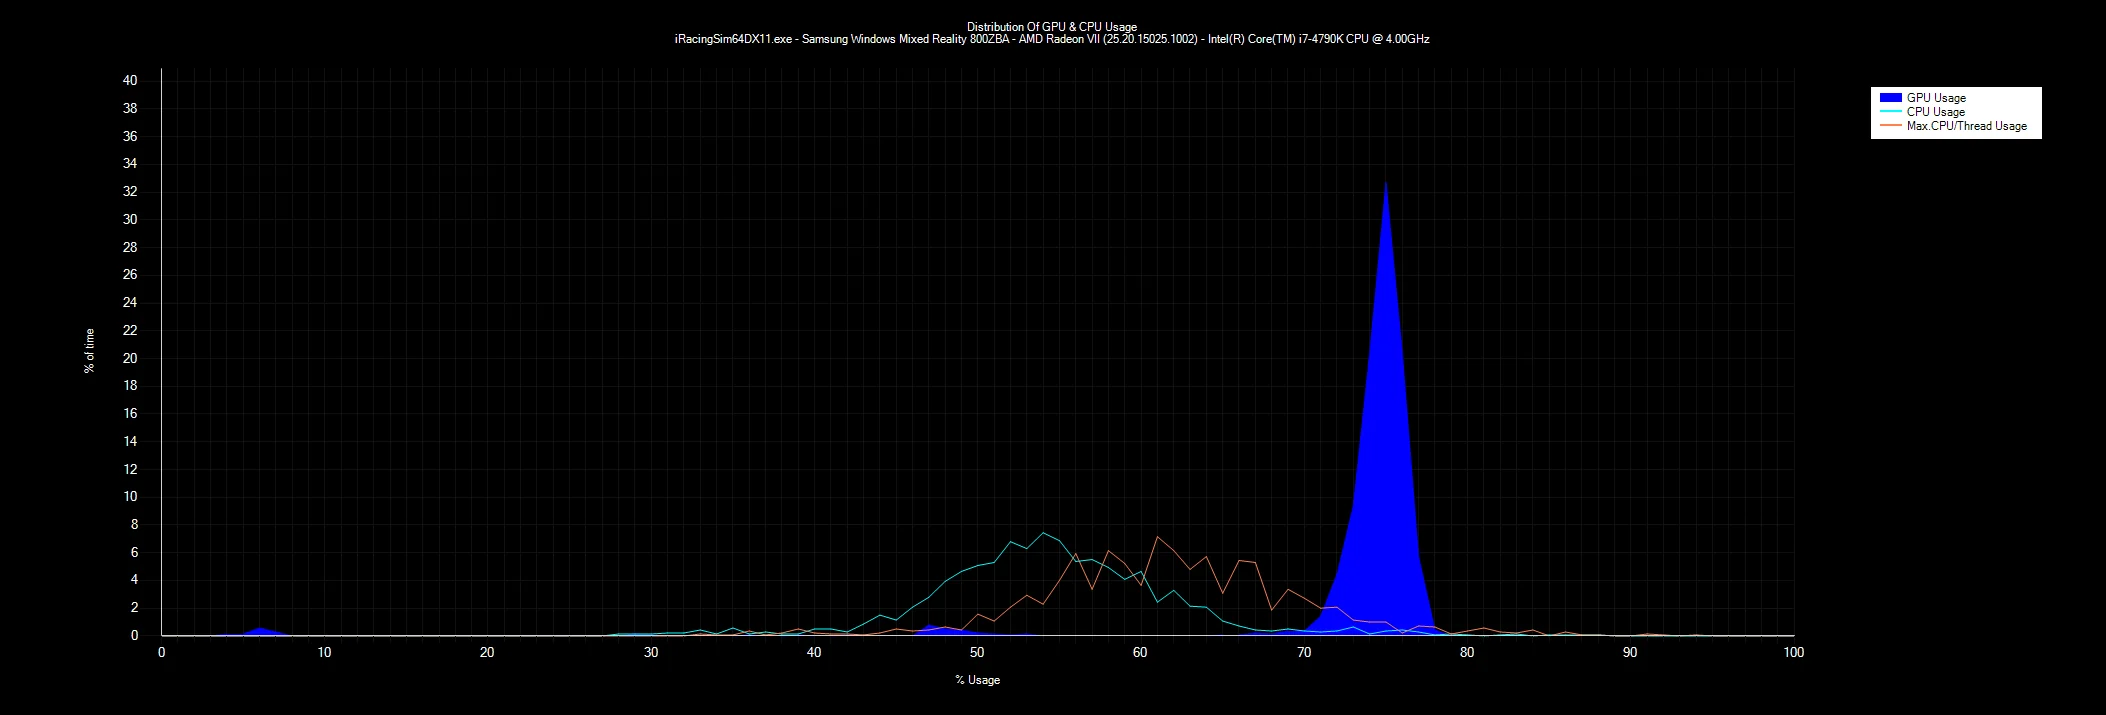 Distribution Of GPU & CPU Usage
iRacingSim64DX11.exe - Samsung Windows Mixed Reality 800ZBA - AMD Radeon VII (25.20.15025.1002) - Intel(R) Core(TM) i7-4790K CPU @ 4.00GHz
GPU Usage
CPU Usage
Max.CPU/Thread Usage
40
38
36
34
32
30
28
26
24
22
20
18
16
14
12
10
8
6
4
2
0
% of time
0 10 20 30 40 50 60 70 80 90 100
% Usage